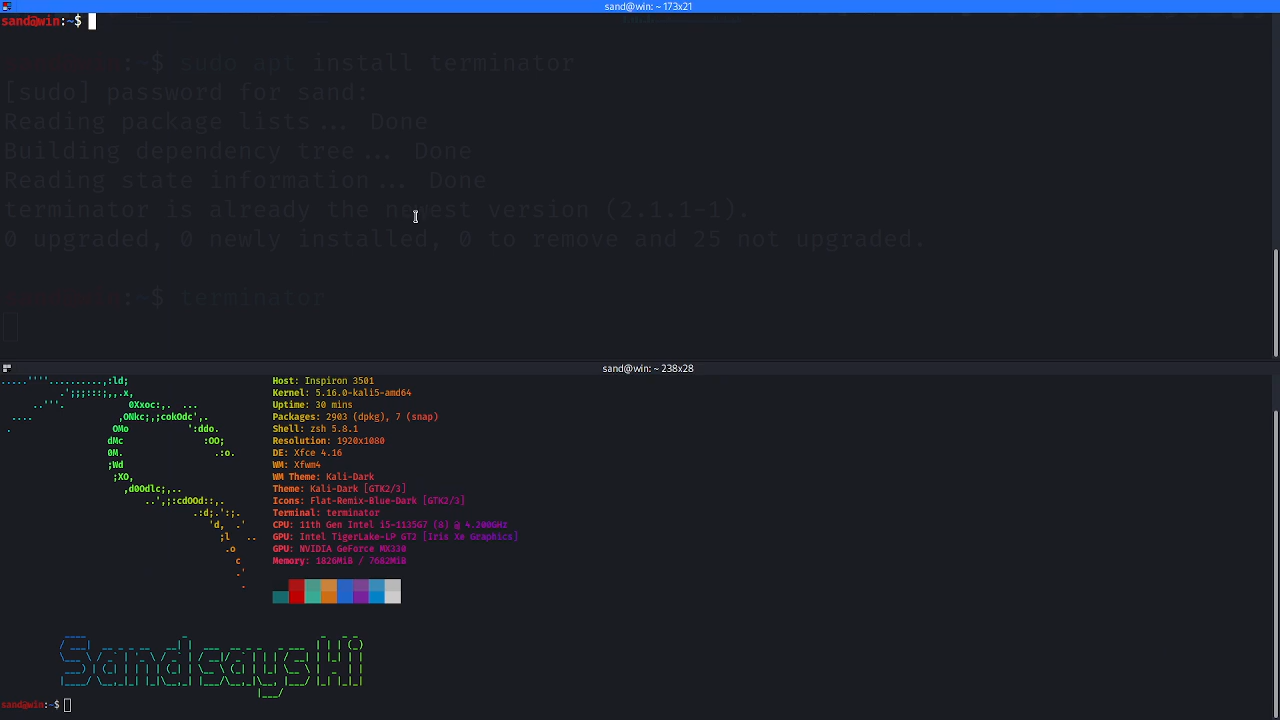 sand@win: ~ 173x21
sand@win:~$
:~$ sudo apt install terminator
[sudo] password for sand:
Reading package lists... Done
Building dependency tree... Done
Reading state information... Done
terminator is already the newest version (2.1.1-1).
0 upgraded, 0 newly installed, 0 to remove and 25 not upgraded.
:~$ terminator
sand@win: ~ 238x28
Host: Inspiron 3501
Kernel: 5.16.0-kali5-amd64
Uptime: 30 mins
Packages: 2903 (dpkg), 7 (snap)
Shell: zsh 5.8.1
Resolution: 1920x1080
DE: Xfce 4.16
WM: Xfwm4
WM Theme: Kali-Dark
Theme: Kali-Dark [GTK2/3]
Icons: Flat-Remix-Blue-Dark [GTK2/3]
Terminal: terminator
CPU: 11th Gen Intel i5-1135G7 (8) @ 4.200GHz
GPU: Intel TigerLake-LP GT2 [Iris Xe Graphics]
GPU: NVIDIA GeForce MX330
Memory: 1826MiB / 7682MiB
Sand says Hi
sand@win:~$